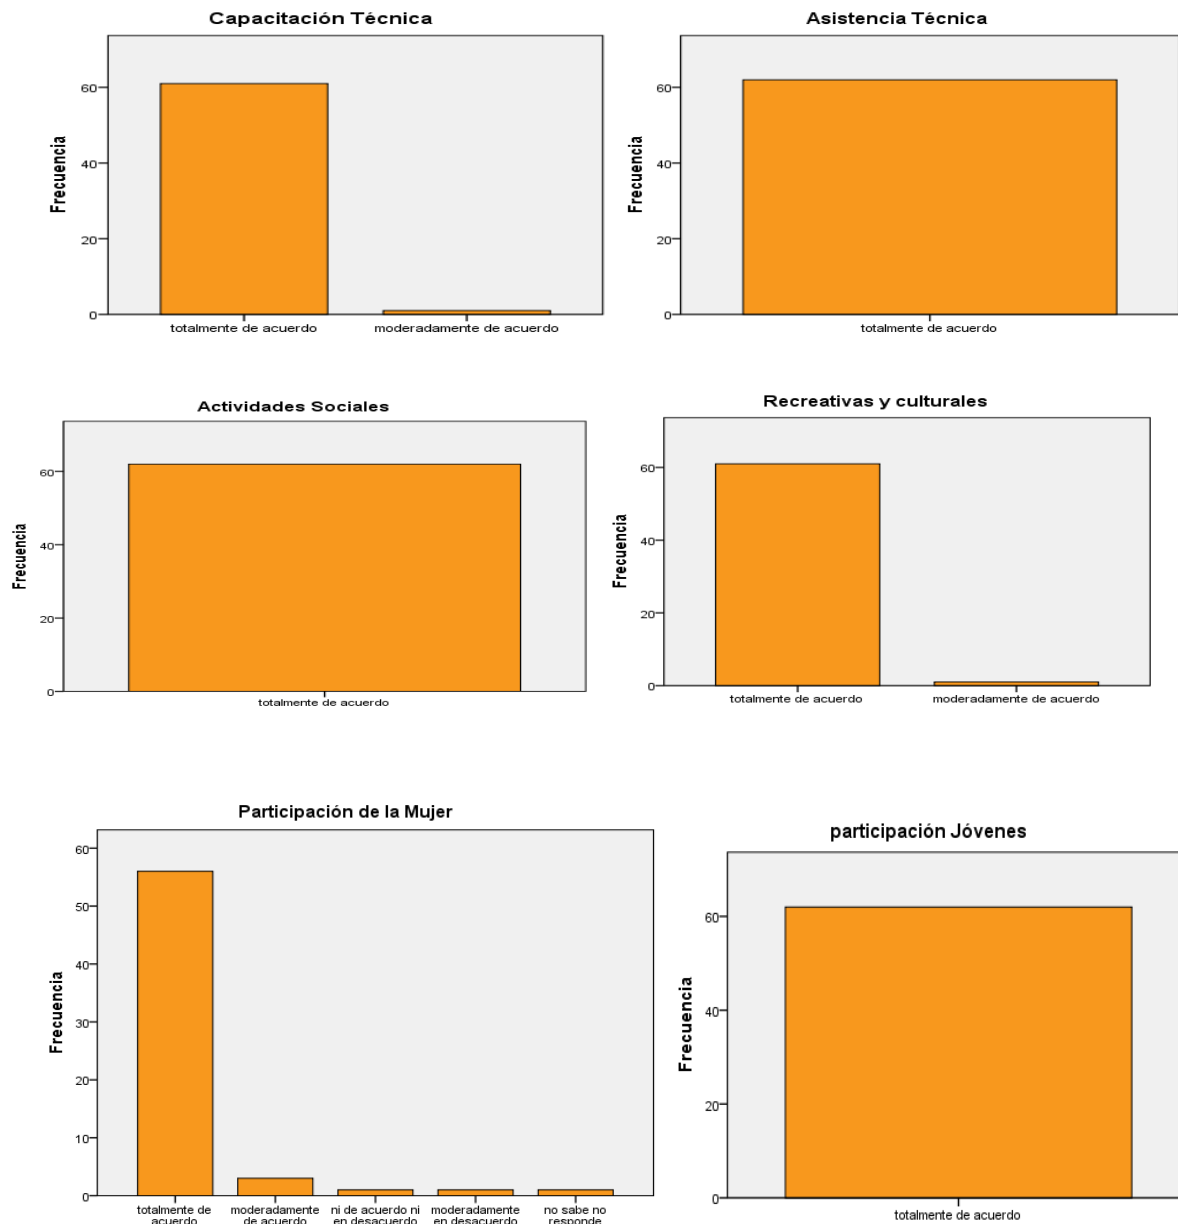 Capacitación Técnica
Frecuencia
60
40
20
0
totalmente de acuerdo
moderadamente de acuerdo
Asistencia Técnica
Frecuencia
60
40
20
0
totalmente de acuerdo
Actividades Sociales
Frecuencia
60
40
20
0
totalmente de acuerdo
Recreativas y culturales
Frecuencia
60
40
20
0
totalmente de acuerdo
moderadamente de acuerdo
Participación de la Mujer
Frecuencia
60
50
40
30
20
10
0
totalmente de
acuerdo
moderadamente
de acuerdo
ni de acuerdo ni
en desacuerdo
moderadamente
en desacuerdo
no sabe no
responde
participación Jóvenes
Frecuencia
60
40
20
0
totalmente de acuerdo